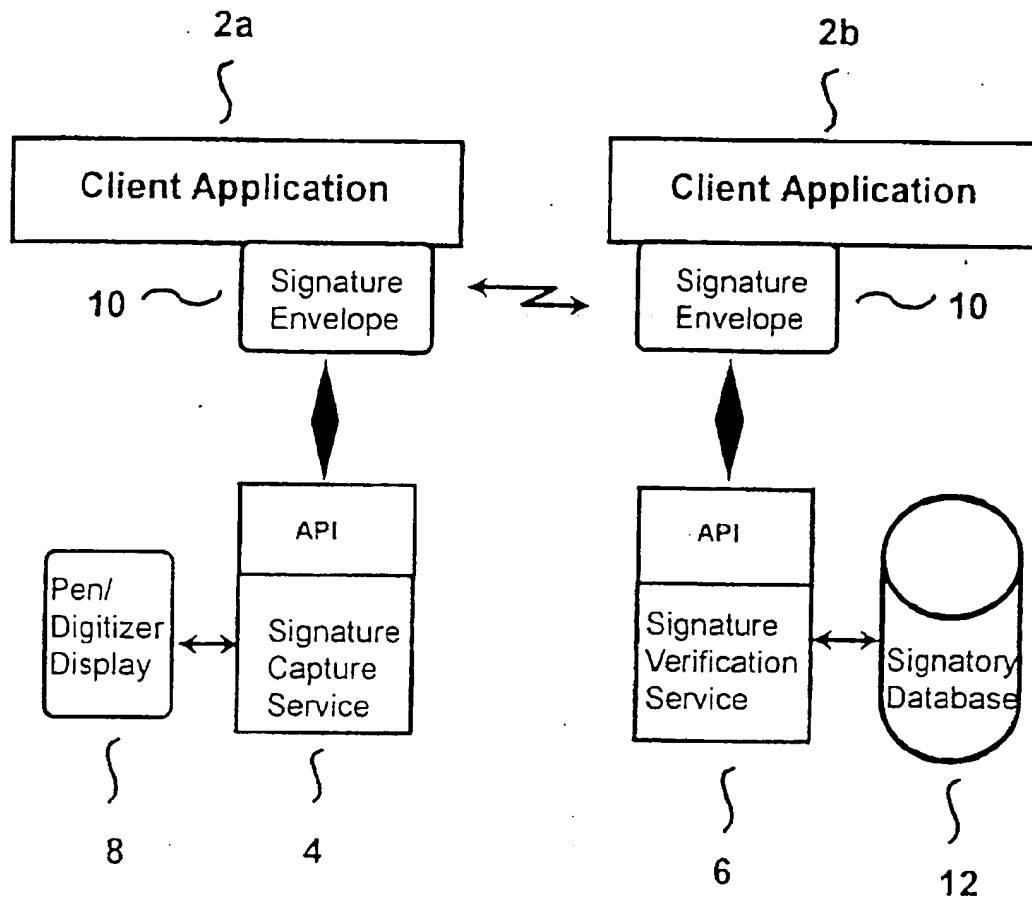 2a
2b
Client Application
Client Application
Signature
Envelope
Signature
Envelope
10
10
API
API
Pen/
Digitizer
Display
Signature
Capture
Service
Signature
Verification
Service
Signatory
Database
8
4
6
12